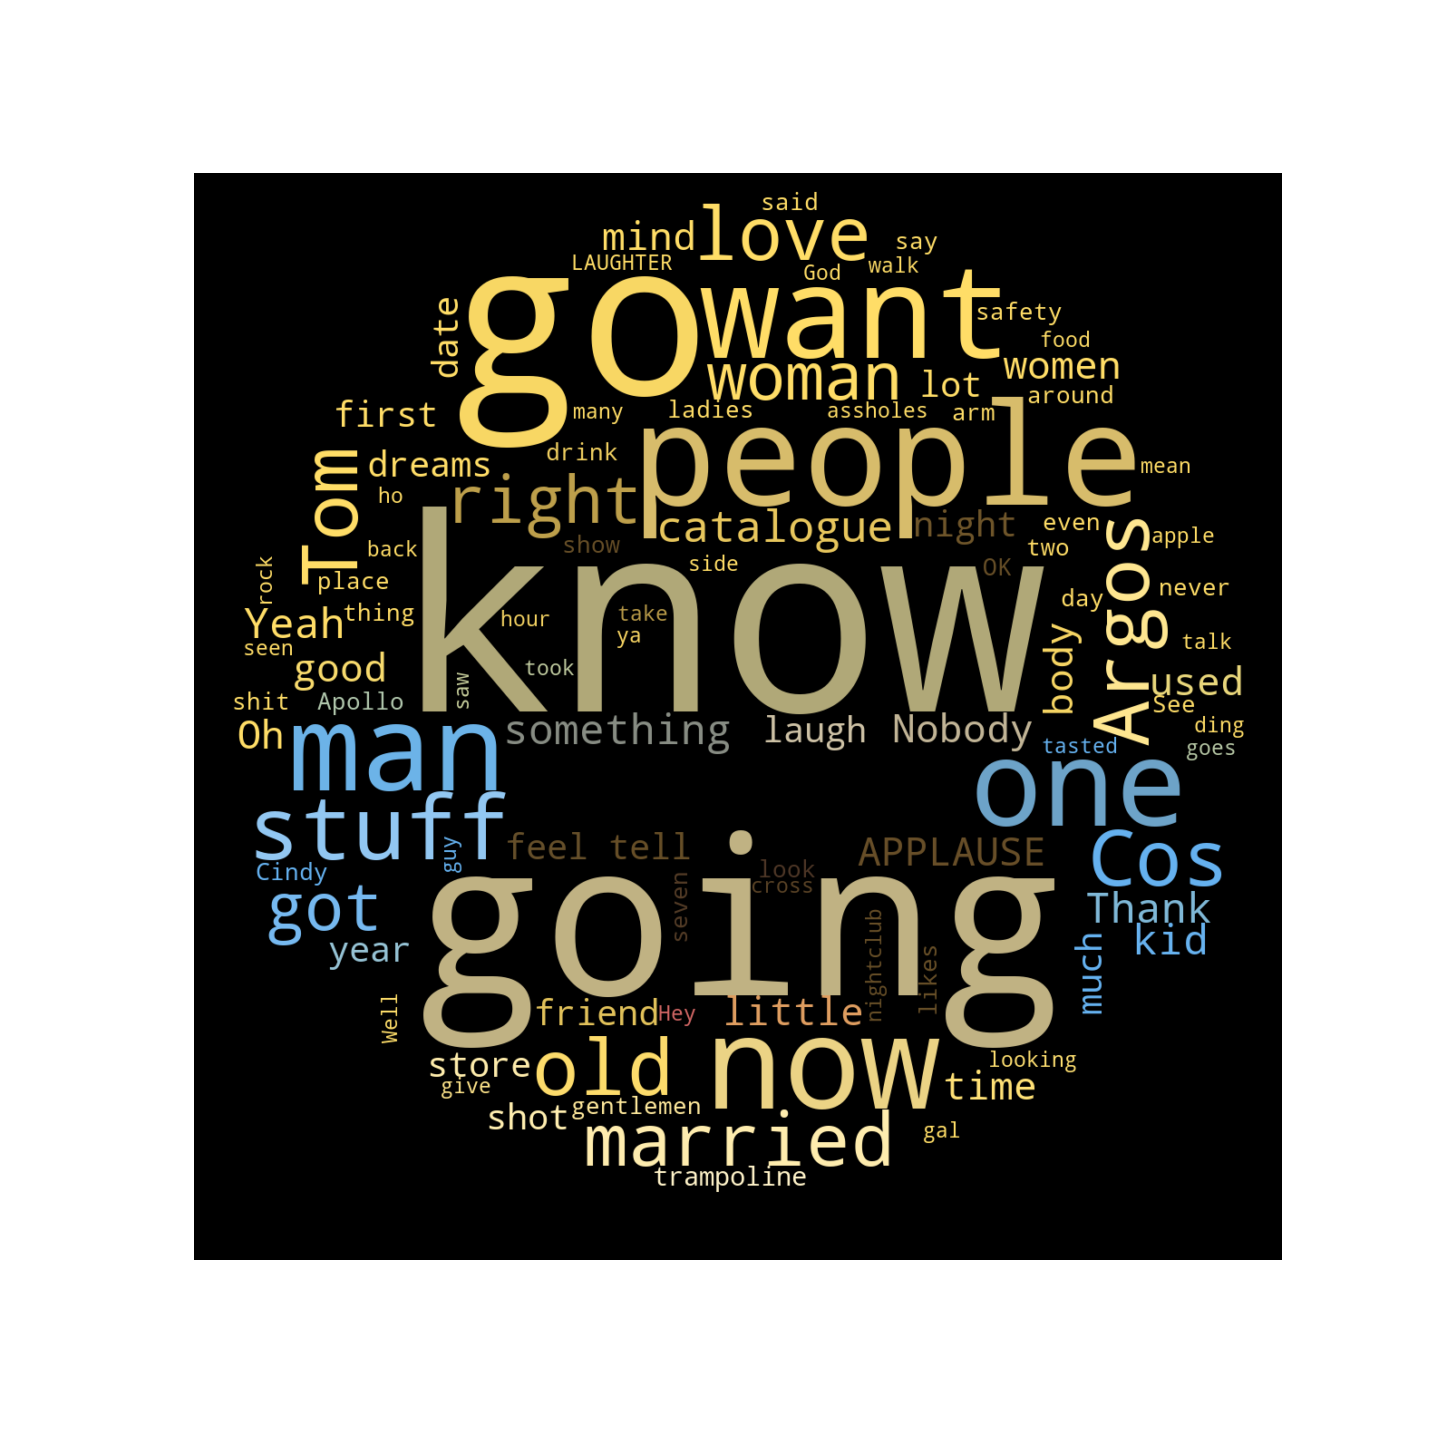 said
mind love say
LAUGHTER God walk
go want
date safety
food
woman lot women
around
first many ladies assholes arm
people
drink
Tom dreams mean
ho right
catalogue night even apple
back show two
know
side OK
rock place take day never
Yeah thing hour ya Argos talk
seen
good took body used
shit Apollo saw See
Oh man something laugh Nobody ding
tasted goes
one
stuff
guy feel tell APPLAUSE Cos
Cindy look
cross
going
got seven Thank
year nightclub likes much kid
Well friend Hey little
old now looking
store time
give
shot gentlemen
married gal
trampoline